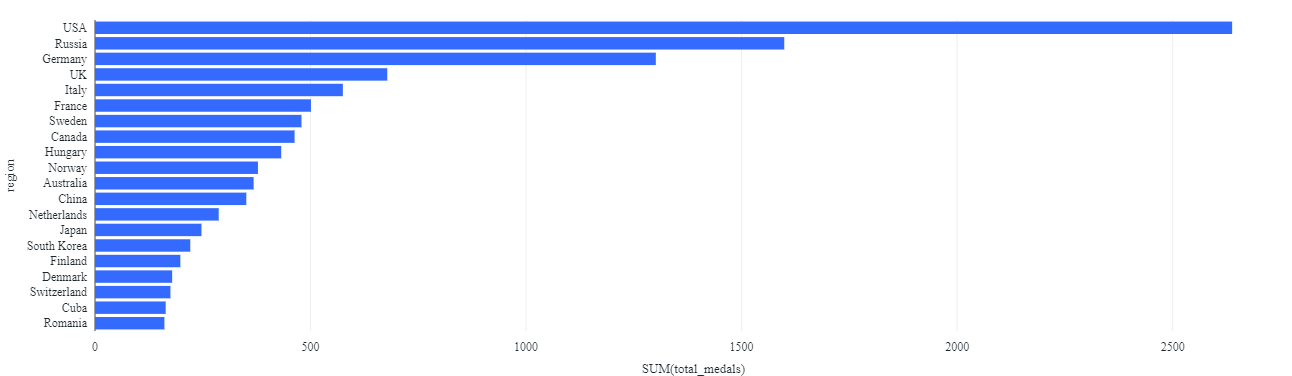 USA
Russia
Germany
UK
Italy
France
Sweden
Canada
Hungary
Norway
Australia
China
Netherlands
Japan
South Korea
Finland
Denmark
Switzerland
Cuba
Romania
region
0 500 1000 1500 2000 2500
SUM(total_medals)